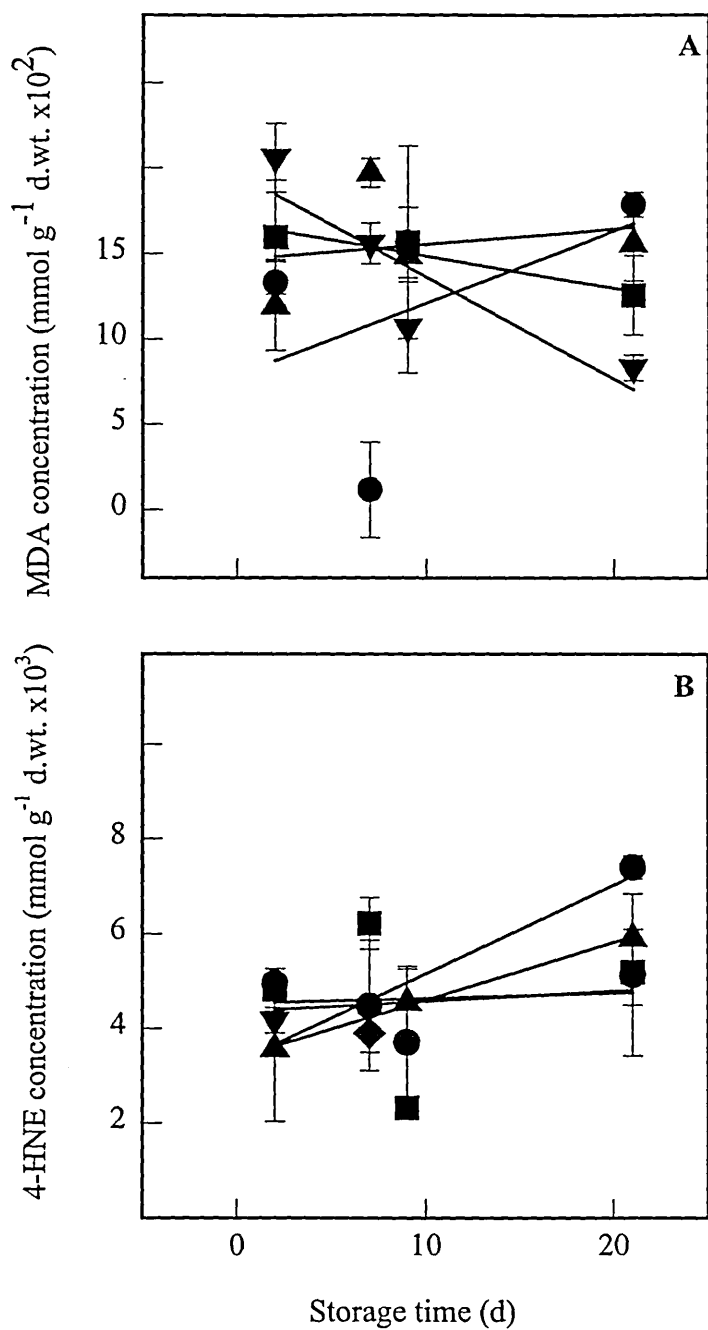 A
MDA concentration (mmol g⁻¹ d.wt. x10²)
15
10
5
0
B
4-HNE concentration (mmol g⁻¹ d.wt. x10³)
8
6
4
2
0 10 20
Storage time (d)